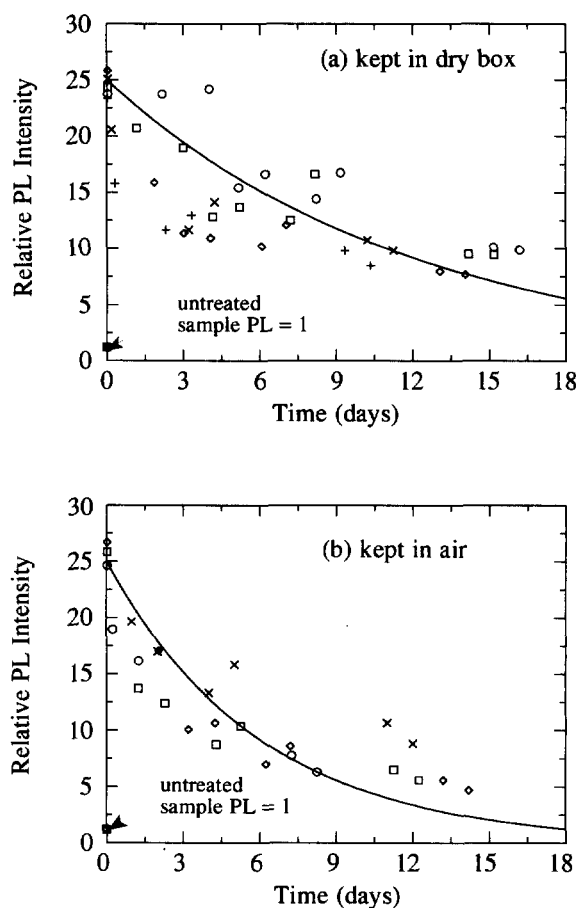 (a) kept in dry box
Relative PL Intensity
30
25
20
15
10
5
0
untreated
sample PL = 1
0 3 6 9 12 15 18
Time (days)
(b) kept in air
Relative PL Intensity
30
25
20
15
10
5
0
untreated
sample PL = 1
0 3 6 9 12 15 18
Time (days)